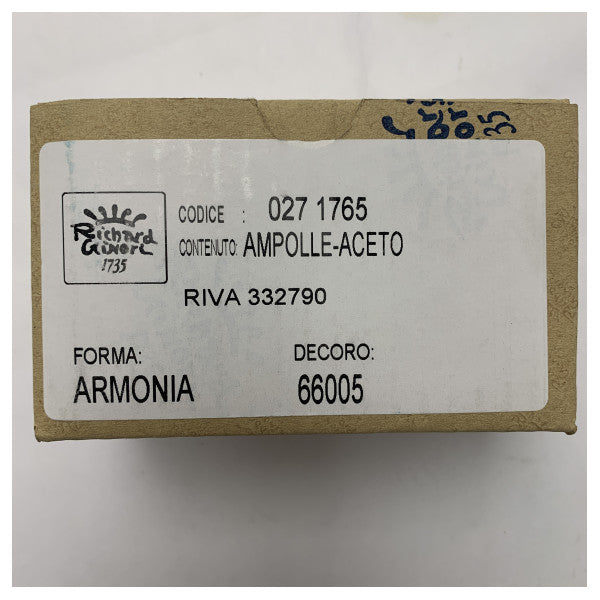 Richard
Ginori
1735
CODICE : 027 1765
CONTENUTO: AMPOLLE-ACETO
RIVA 332790
FORMA: DECORO:
ARMONIA 66005